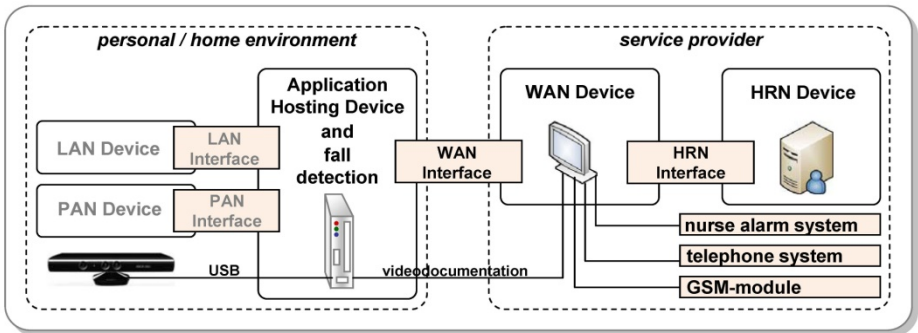 personal / home environment
service provider
Application
Hosting Device
and
fall
detection
LAN Device
LAN
Interface
PAN Device
PAN
Interface
USB
videodocumentation
WAN
Interface
WAN Device
HRN
Interface
HRN Device
nurse alarm system
telephone system
GSM-module